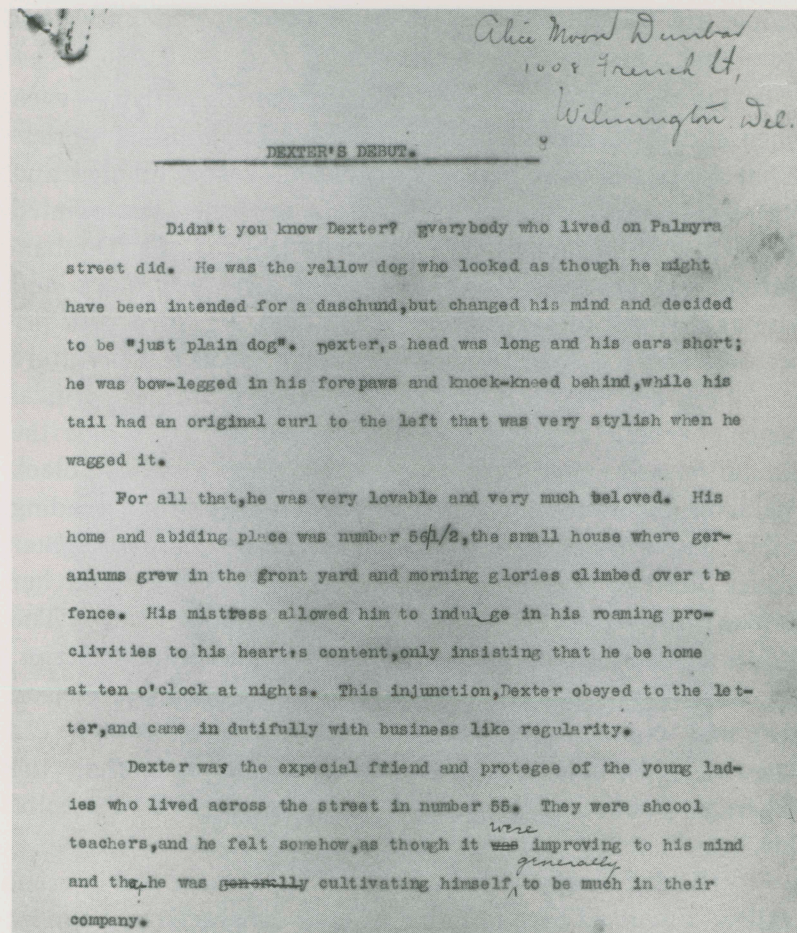 Alice Moore Dunbar
1008 French St,
Wilmington Del.
DEXTER'S DEBUT.
Didn't you know Dexter? Everybody who lived on Palmyra
street did. He was the yellow dog who looked as though he might
have been intended for a daschund,but changed his mind and decided
to be "just plain dog". Dexter,s head was long and his ears short;
he was bow-legged in his forepaws and knock-kneed behind,while his
tail had an original curl to the left that was very stylish when he
wagged it.
For all that,he was very lovable and very much beloved. His
home and abiding place was number 56 1/2,the small house where ger-
aniums grew in the front yard and morning glories climbed over the
fence. His mistress allowed him to indulge in his roaming pro-
clivities to his heart,s content,only insisting that he be home
at ten o'clock at nights. This injunction,Dexter obeyed to the let-
ter,and came in dutifully with business like regularity.
Dexter was the expecial friend and protegee of the young lad-
ies who lived across the street in number 55. They were shcool
were
teachers,and he felt somehow,as though it was improving to his mind
generally
and he was generally cultivating himself, to be much in their
company.